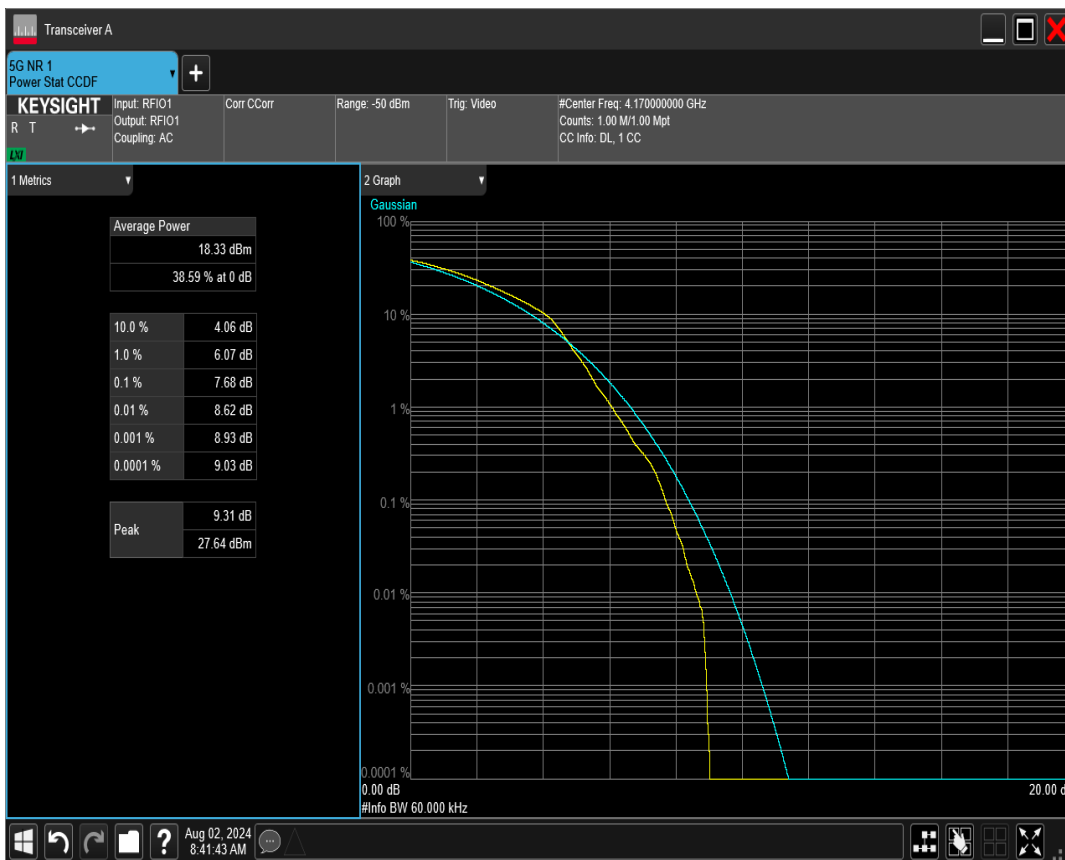 Transceiver A
5G NR 1
Power Stat CCDF
+
KEYSIGHT
R T
LXI
Input: RFIO1
Output: RFIO1
Coupling: AC
Corr CCorr
Range: -50 dBm
Trig: Video
#Center Freq: 4.170000000 GHz
Counts: 1.00 M/1.00 Mpt
CC Info: DL, 1 CC
1 Metrics
Average Power
18.33 dBm
38.59 % at 0 dB
10.0 % 4.06 dB
1.0 % 6.07 dB
0.1 % 7.68 dB
0.01 % 8.62 dB
0.001 % 8.93 dB
0.0001 % 9.03 dB
Peak
9.31 dB
27.64 dBm
2 Graph
Gaussian
100 %
10 %
1 %
0.1 %
0.01 %
0.001 %
0.0001 %
0.00 dB
20.00 d
#Info BW 60.000 kHz
?
Aug 02, 2024
8:41:43 AM